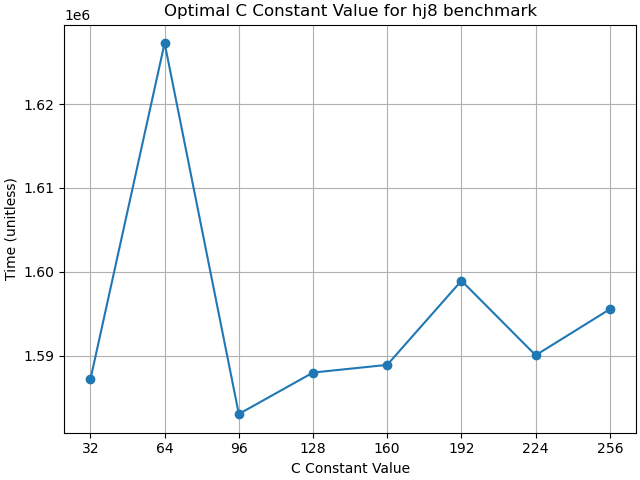 Optimal C Constant Value for hj8 benchmark
1e6
1.62
1.61
1.60
1.59
Time (unitless)
32 64 96 128 160 192 224 256
C Constant Value